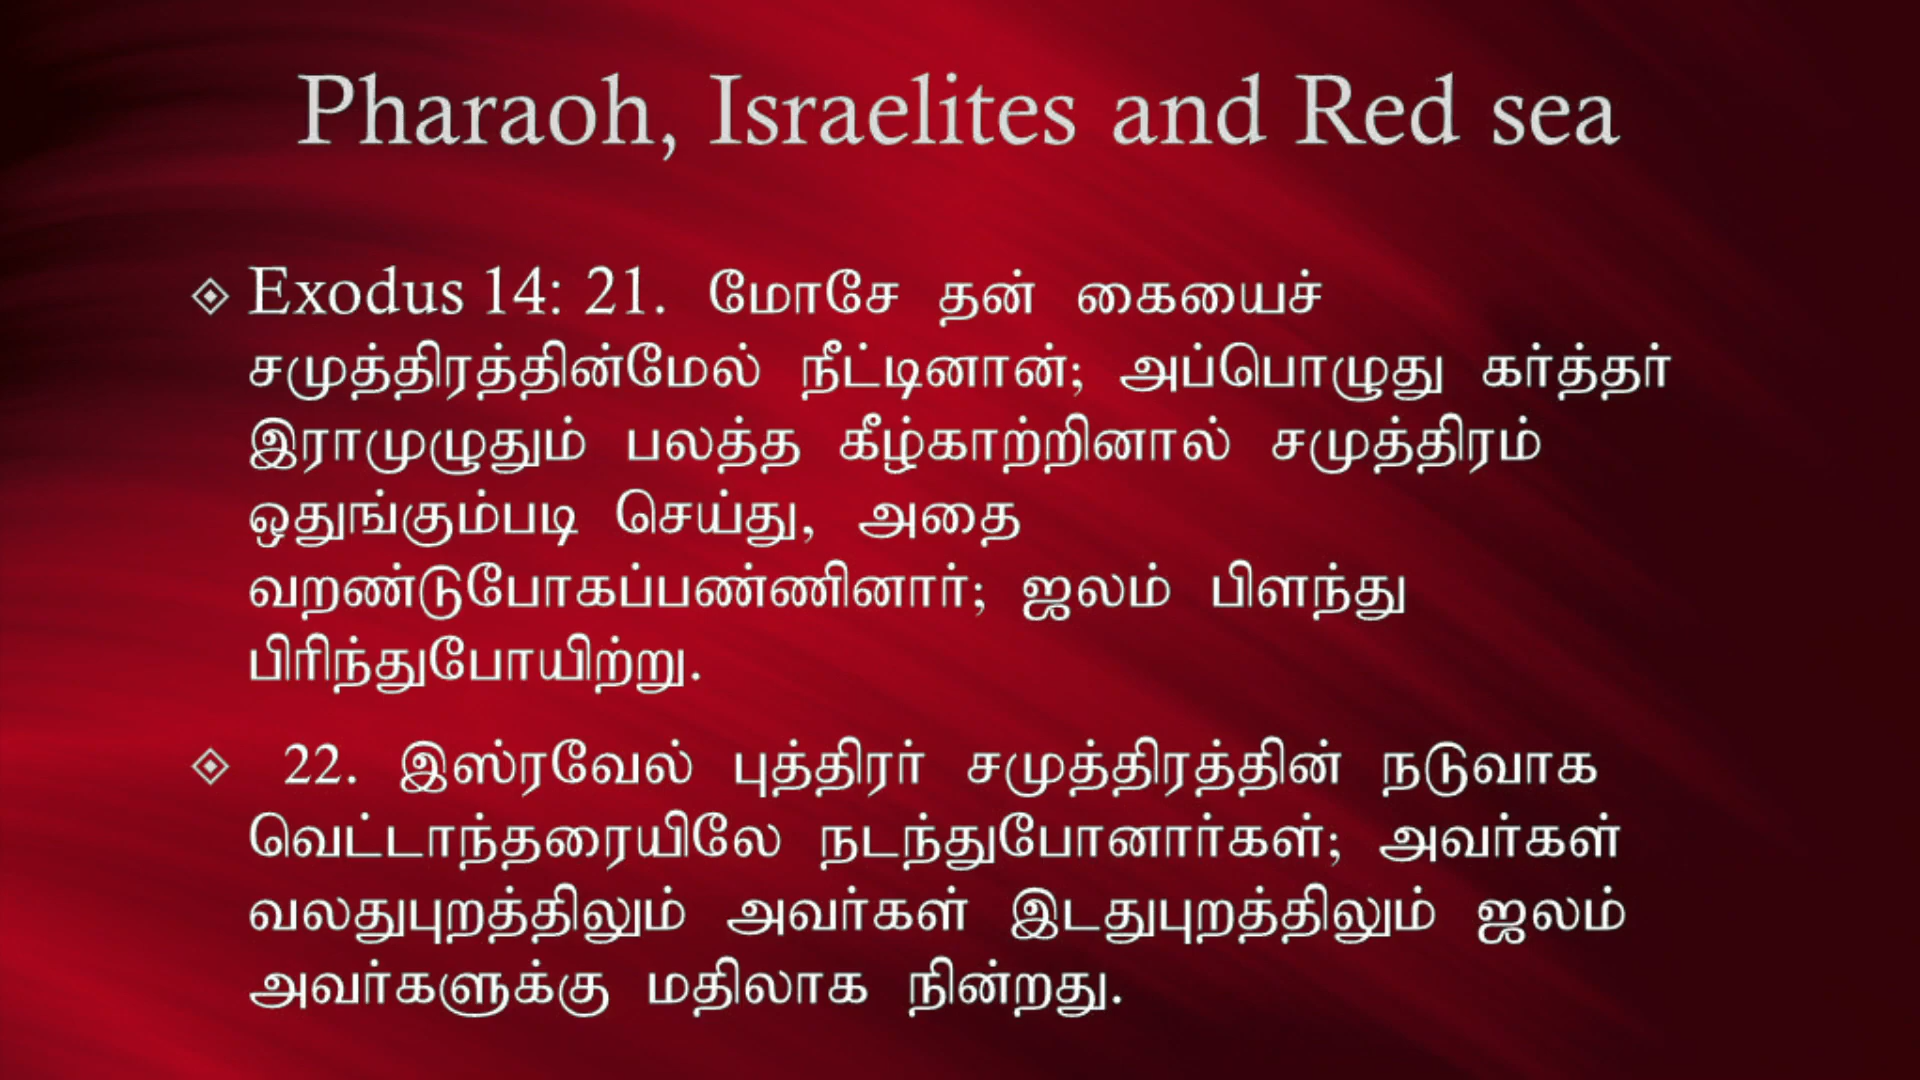 Pharaoh, Israelites and Red sea
Exodus 14: 21. மோசே தன் கையைச்
சமுத்திரத்தின்மேல் நீட்டினான்; அப்பொழுது கர்த்தர்
இராமுழுதும் பலத்த கீழ்காற்றினால் சமுத்திரம்
ஒதுங்கும்படி செய்து, அதை
வறண்டுபோகப்பண்ணினார்; ஜலம் பிளந்து
பிரிந்துபோயிற்று.
22. இஸ்ரவேல் புத்திரர் சமுத்திரத்தின் நடுவாக
வெட்டாந்தரையிலே நடந்துபோனார்கள்; அவர்கள்
வலதுபுறத்திலும் அவர்கள் இடதுபுறத்திலும் ஜலம்
அவர்களுக்கு மதிலாக நின்றது.